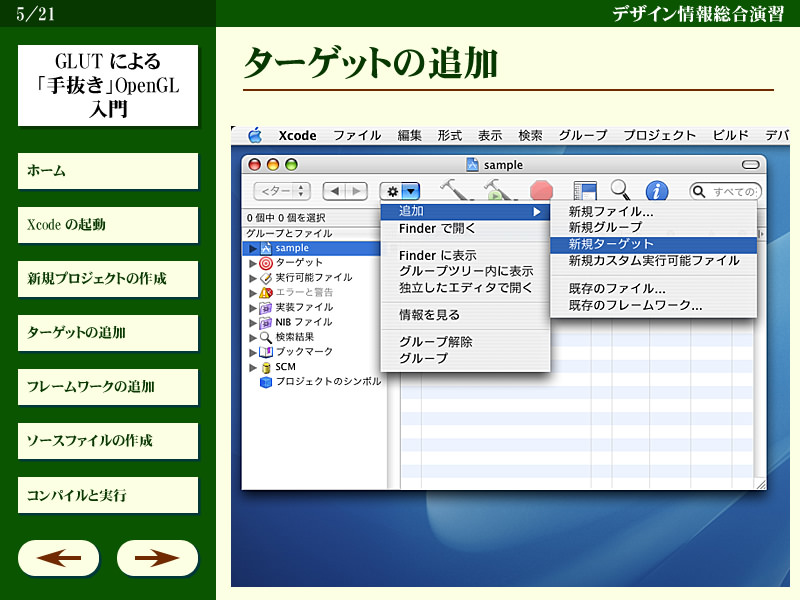 5/21
デザイン情報総合演習
GLUT による
「手抜き」OpenGL
入門
ホーム
Xcode の起動
新規プロジェクトの作成
ターゲットの追加
フレームワークの追加
ソースファイルの作成
コンパイルと実行
ターゲットの追加
Xcode ファイル 編集 形式 表示 検索 グループ プロジェクト ビルド デバ
sample
<ター
すべての
0 個中 0 個を選択
グループとファイル
sample
ターゲット
実行可能ファイル
エラーと警告
実装ファイル
NIB ファイル
検索結果
ブックマーク
SCM
プロジェクトのシンボル
追加
Finder で開く
Finder に表示
グループツリー内に表示
独立したエディタで開く
情報を見る
グループ解除
グループ
新規ファイル...
新規グループ
新規ターゲット
新規カスタム実行可能ファイル
既存のファイル...
既存のフレームワーク...